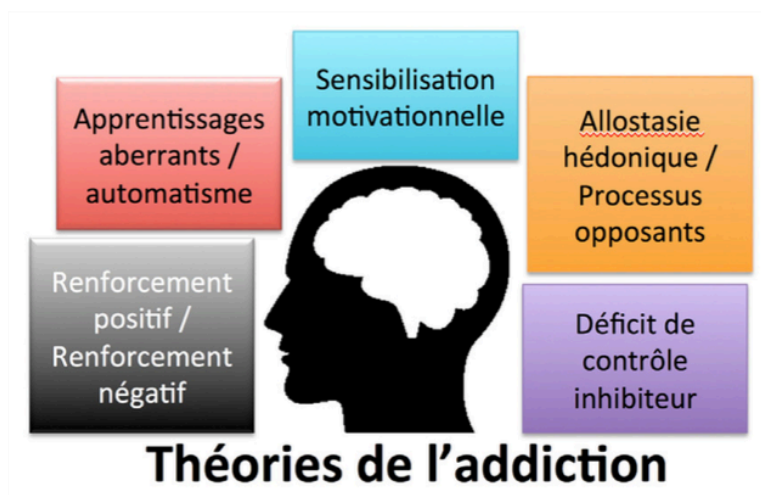 Sensibilisation
motivationnelle
Apprentissages
aberrants /
automatisme
Allostasie
hédonique /
Processus
opposants
Renforcement
positif /
Renforcement
négatif
Déficit de
contrôle
inhibiteur
Théories de l’addiction